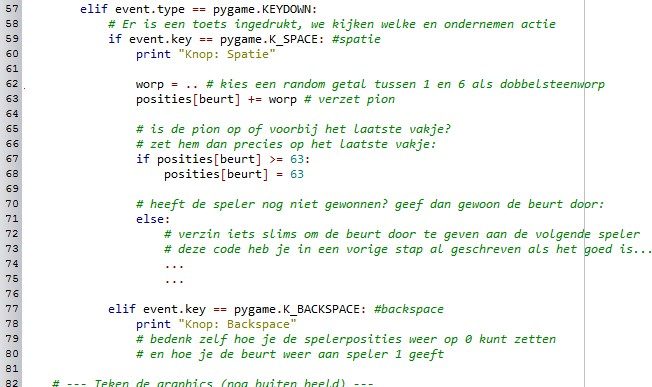 57 elif event.type == pygame.KEYDOWN:
58 # Er is een toets ingedrukt, we kijken welke en ondernemen actie
59 if event.key == pygame.K_SPACE: #spatie
60 print "Knop: Spatie"
61
62 worp = .. # kies een random getal tussen 1 en 6 als dobbelsteenworp
63 posities[beurt] += worp # verzet pion
64
65 # is de pion op of voorbij het laatste vakje?
66 # zet hem dan precies op het laatste vakje:
67 if posities[beurt] >= 63:
68 posities[beurt] = 63
69
70 # heeft de speler nog niet gewonnen? geef dan gewoon de beurt door:
71 else:
72 # verzin iets slims om de beurt door te geven aan de volgende speler
73 # deze code heb je in een vorige stap al geschreven als het goed is...
74 ...
75 ...
76
77 elif event.key == pygame.K_BACKSPACE: #backspace
78 print "Knop: Backspace"
79 # bedenk zelf hoe je de spelerposities weer op 0 kunt zetten
80 # en hoe je de beurt weer aan speler 1 geeft
81
82 # --- Teken de graphics (nog buiten beeld) ---